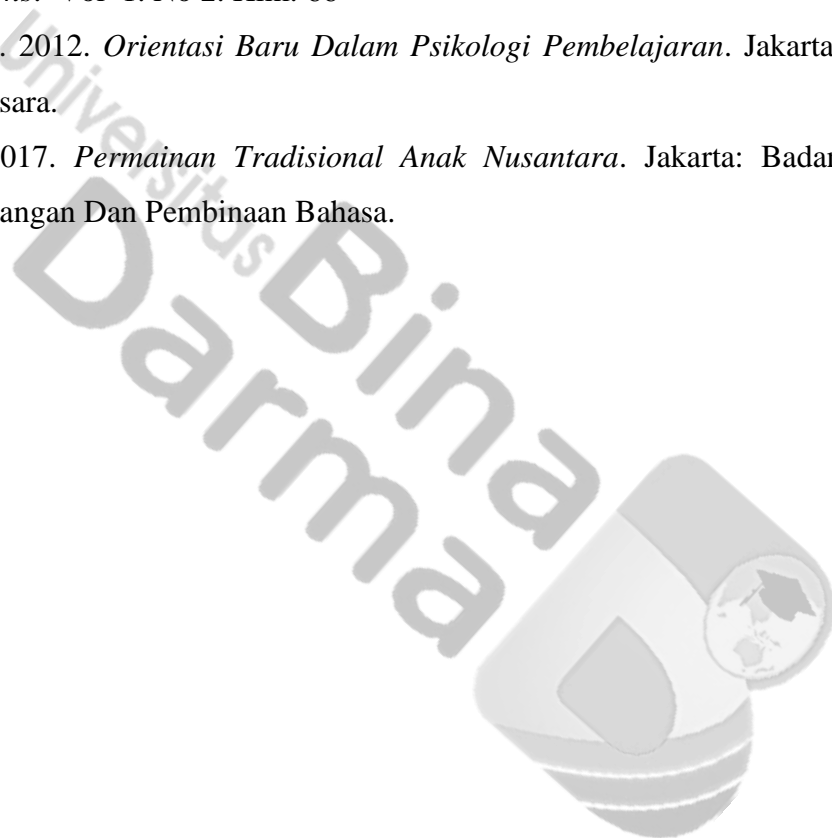 . 2012. Orientasi Baru Dalam Psikologi Pembelajaran. Jakarta
sara.
017. Permainan Tradisional Anak Nusantara. Jakarta: Badan
angan Dan Pembinaan Bahasa.
Universitas
Bina
Darma